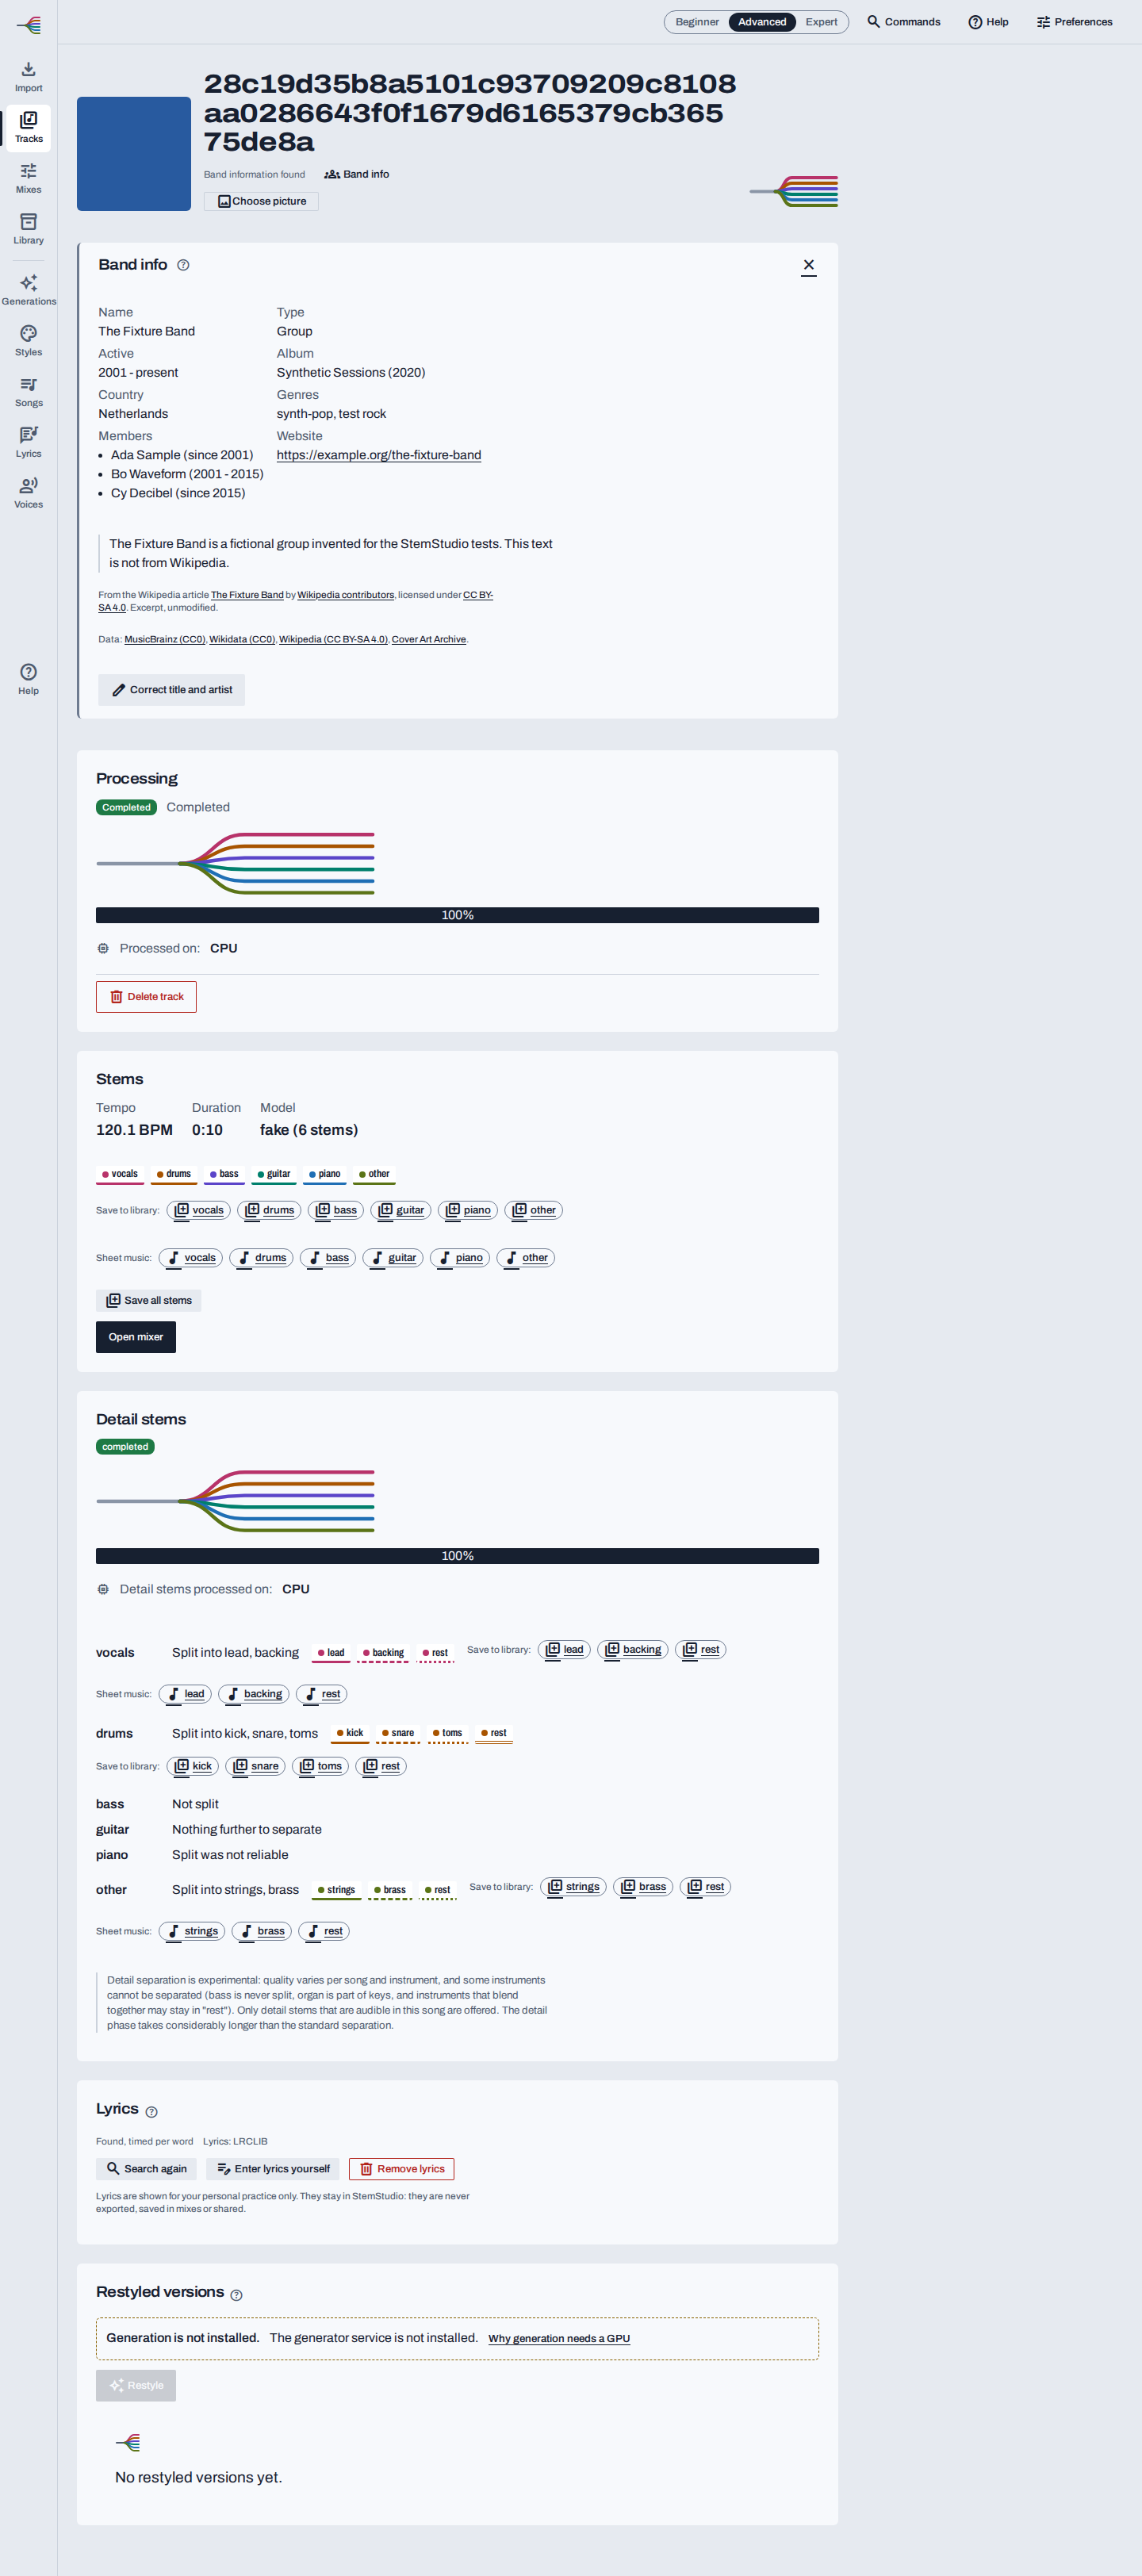 Beginner Advanced Expert Commands Help Preferences
Import
Tracks
Mixes
Library
Generations
Styles
Songs
Lyrics
Voices
Help
28c19d35b8a5101c93709209c8108
aa0286643f0f1679d6165379cb365
75de8a
Band information found Band info
Choose picture
Band info
Name Type
The Fixture Band Group
Active Album
2001 - present Synthetic Sessions (2020)
Country Genres
Netherlands synth-pop, test rock
Members Website
• Ada Sample (since 2001) https://example.org/the-fixture-band
• Bo Waveform (2001 - 2015)
• Cy Decibel (since 2015)
The Fixture Band is a fictional group invented for the StemStudio tests. This text
is not from Wikipedia.
From the Wikipedia article The Fixture Band by Wikipedia contributors, licensed under CC BY-
SA 4.0. Excerpt, unmodified.
Data: MusicBrainz (CC0), Wikidata (CC0), Wikipedia (CC BY-SA 4.0), Cover Art Archive.
Correct title and artist
Processing
Completed Completed
100%
Processed on: CPU
Delete track
Stems
Tempo Duration Model
120.1 BPM 0:10 fake (6 stems)
vocals drums bass guitar piano other
Save to library: vocals drums bass guitar piano other
Sheet music: vocals drums bass guitar piano other
Save all stems
Open mixer
Detail stems
completed
100%
Detail stems processed on: CPU
vocals Split into lead, backing lead backing rest Save to library: lead backing rest
Sheet music: lead backing rest
drums Split into kick, snare, toms kick snare toms rest
Save to library: kick snare toms rest
bass Not split
guitar Nothing further to separate
piano Split was not reliable
other Split into strings, brass strings brass rest Save to library: strings brass rest
Sheet music: strings brass rest
Detail separation is experimental: quality varies per song and instrument, and some instruments
cannot be separated (bass is never split, organ is part of keys, and instruments that blend
together may stay in "rest"). Only detail stems that are audible in this song are offered. The detail
phase takes considerably longer than the standard separation.
Lyrics
Found, timed per word Lyrics: LRCLIB
Search again Enter lyrics yourself Remove lyrics
Lyrics are shown for your personal practice only. They stay in StemStudio: they are never
exported, saved in mixes or shared.
Restyled versions
Generation is not installed. The generator service is not installed. Why generation needs a GPU
Restyle
No restyled versions yet.